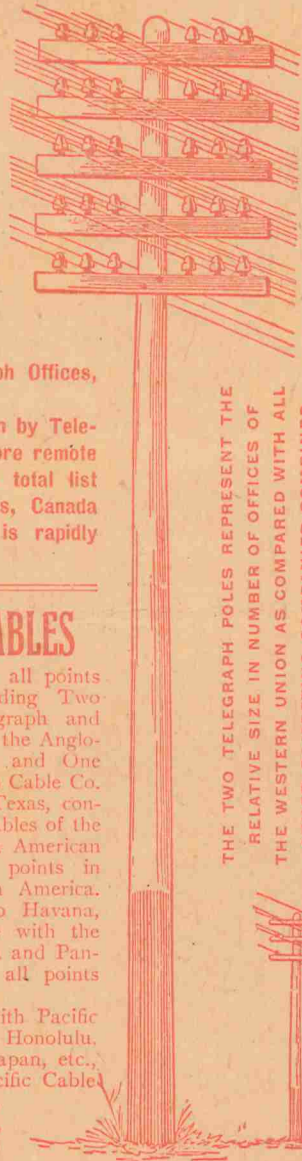 ph Offices,
n by Tele-
ore remote
total list
s, Canada
is rapidly
ABLES
all points
ding Two
graph and
the Anglo-
and One
Cable Co.
Texas, con-
bles of the
American
points in
America.
o Havana,
with the
and Pan-
all points
ith Pacific
Honolulu.
apan, etc.,
cific Cable
THE TWO TELEGRAPH POLES REPRESENT THE
RELATIVE SIZE IN NUMBER OF OFFICES OF
THE WESTERN UNION AS COMPARED WITH ALL